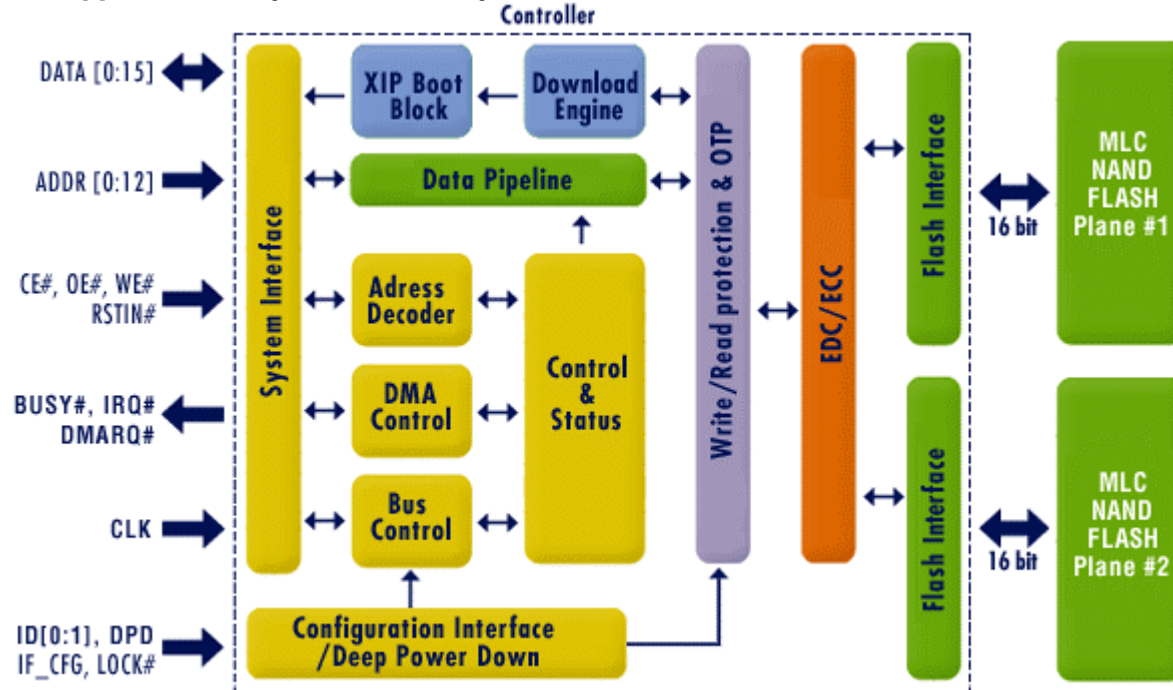 Controller
DATA [0:15]
ADDR [0:12]
CE#, OE#, WE#
RSTIN#
BUSY#, IRQ#
DMARQ#
CLK
ID[0:1], DPD
IF_CFG, LOCK#
System Interface
XIP Boot
Block
Download
Engine
Data Pipeline
Adress
Decoder
DMA
Control
Bus
Control
Control
&
Status
Configuration Interface
/Deep Power Down
Write/Read protection & OTP
EDC/ECC
Flash Interface
16 bit
MLC
NAND
FLASH
Plane #1
Flash Interface
16 bit
MLC
NAND
FLASH
Plane #2